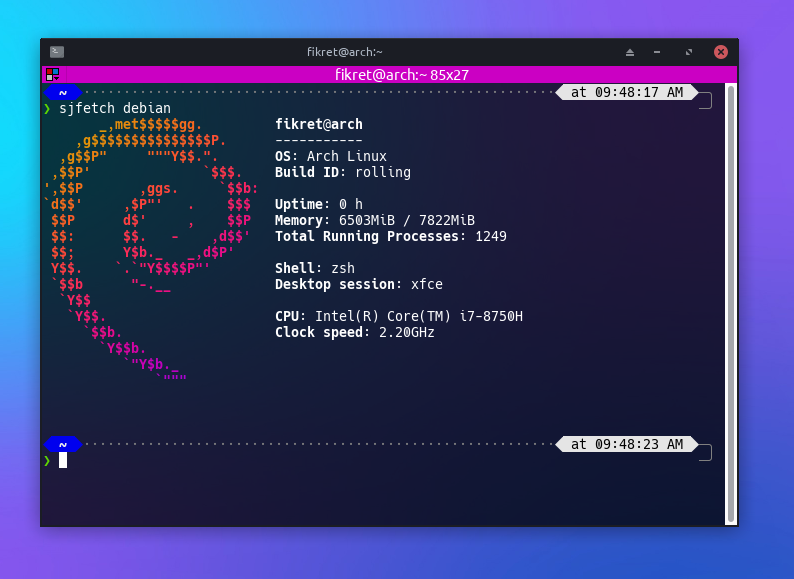 fikret@arch:~
fikret@arch:~ 85x27
~ at 09:48:17 AM
❯ sjfetch debian
       _,met$$$$$gg.          fikret@arch
    ,g$$$$$$$$$$$$$$$P.       -----------
  ,g$$P"     """Y$$.".        OS: Arch Linux
 ,$$P'              `$$$.     Build ID: rolling
',$$P       ,ggs.     `$$b:
`d$$'     ,$P"'   .    $$$    Uptime: 0 h
 $$P      d$'     ,    $$P    Memory: 6503MiB / 7822MiB
 $$:      $$.   -    ,d$$'    Total Running Processes: 1249
 $$;      Y$b._   _,d$P'
 Y$$.    `.`"Y$$$$P"'         Shell: zsh
 `$$b      "-.__              Desktop session: xfce
  `Y$$
   `Y$$.                      CPU: Intel(R) Core(TM) i7-8750H
     `$$b.                    Clock speed: 2.20GHz
       `Y$$b.
          `"Y$b._
              `"""
~ at 09:48:23 AM
❯